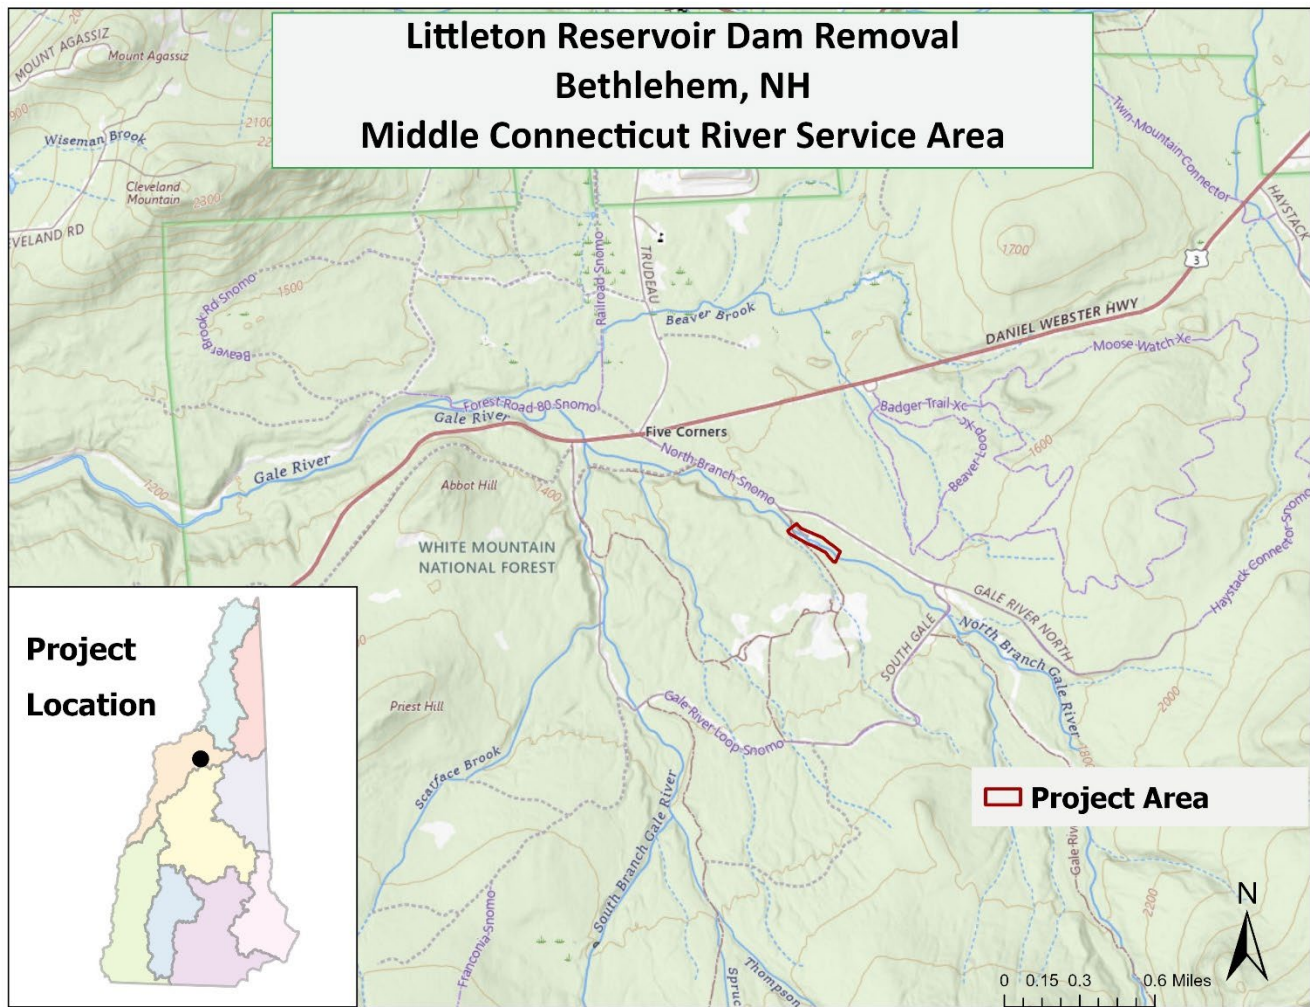 Littleton Reservoir Dam Removal
Bethlehem, NH
Middle Connecticut River Service Area
MOUNT AGASSIZ
Mount Agassiz
Wiseman Brook
2100
Cleveland
Mountain
2300
EVELAND RD
Beaver Brook Rd Snomo
1500
Railroad Snomo
TRUDEAU
Beaver Brook
1700
Twin Mountain Connector
HAYSTACK
3
DANIEL WEBSTER HWY
Moose Watch Xc
Badger Trail Xc
Beaver Loop Xc
1600
Forest Road 80 Snomo
Gale River
Five Corners
North Branch Snomo
Gale River
1200
Abbot Hill
1400
WHITE MOUNTAIN
NATIONAL FOREST
Haystack Connector Snomo
GALE RIVER NORTH
SOUTH GALE
North Branch Gale River
2000
1800
Gale River Loop Snomo
Priest Hill
Scarface Brook
South Branch Gale River
Franconia Snomo
Thompson
Spru
Gale Riv
2200
Project
Location
Project Area
N
0 0.15 0.3 0.6 Miles